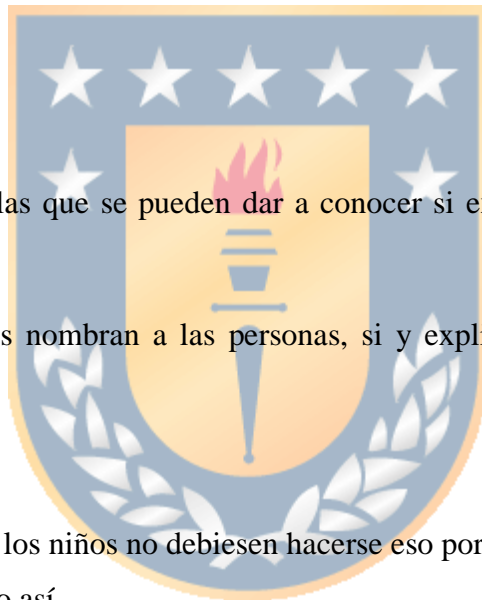 las que se pueden dar a conocer si e
s nombran a las personas, si y expli
los niños no debiesen hacerse eso por
o así